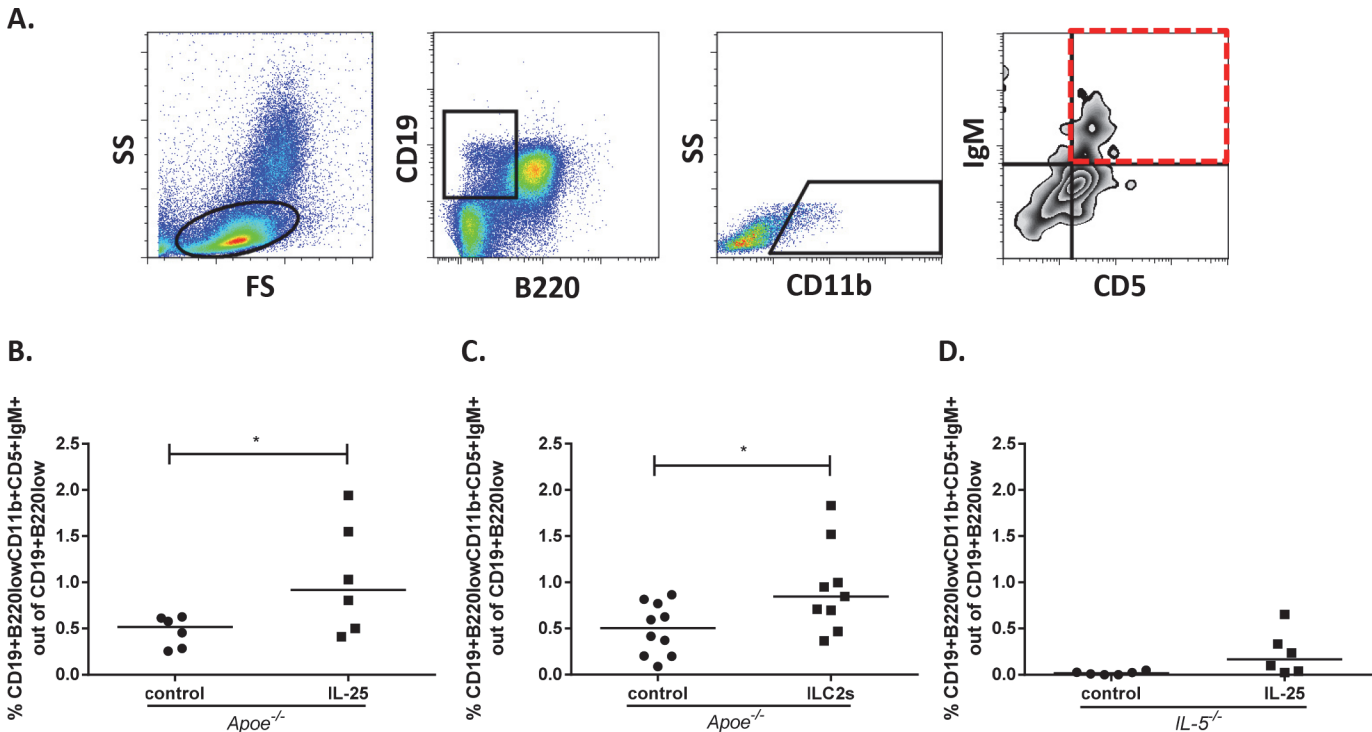 A.
SS
FS
CD19
B220
SS
CD11b
IgM
CD5
B.
% CD19+B220lowCD11b+CD5+IgM+
out of CD19+B220low
2.5
2.0
1.5
1.0
0.5
0.0
*
control
IL-25
Apoe-/-
C.
% CD19+B220lowCD11b+CD5+IgM+
out of CD19+B220low
2.5
2.0
1.5
1.0
0.5
0.0
*
control
ILC2s
Apoe-/-
D.
% CD19+B220lowCD11b+CD5+IgM+
out of CD19+B220low
2.5
2.0
1.5
1.0
0.5
0.0
control
IL-25
IL-5-/-